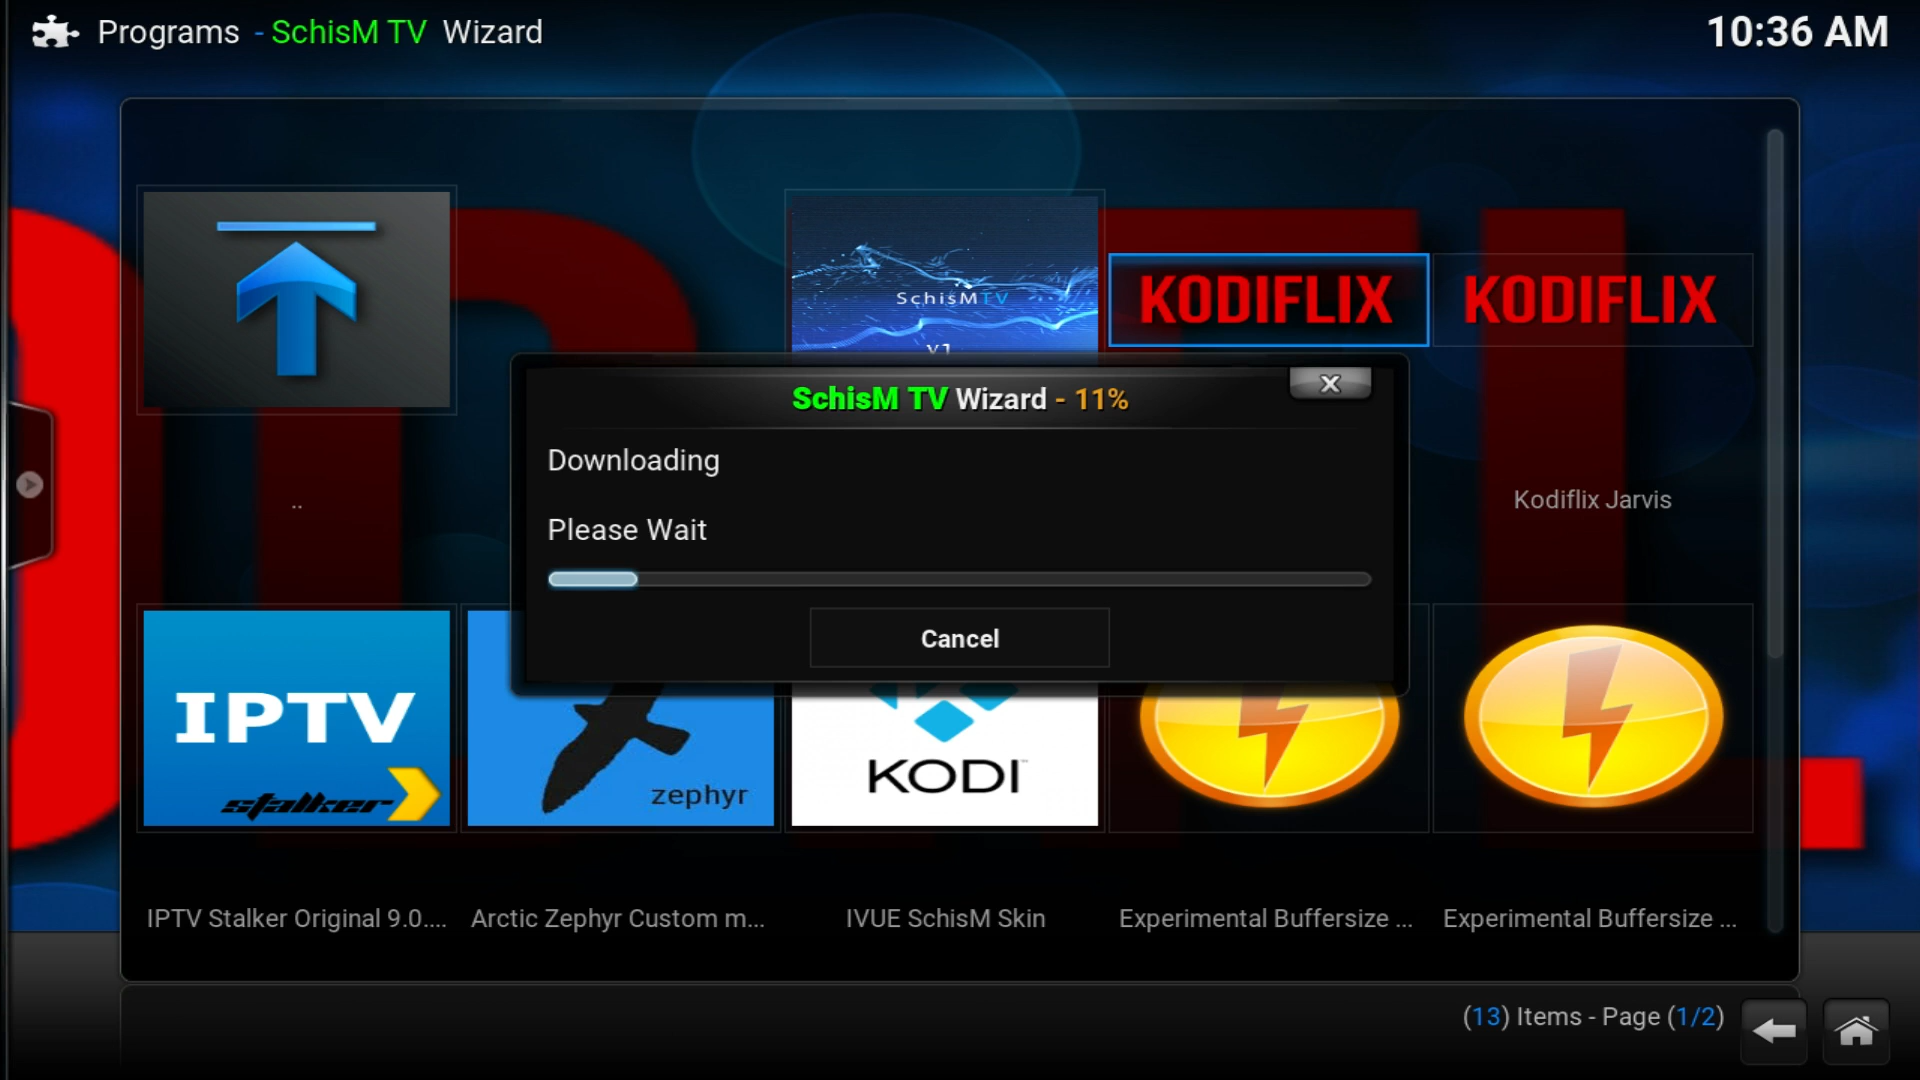 Programs - SchisM TV Wizard
10:36 AM
SchisMTV
V1
KODIFLIX
KODIFLIX
SchisM TV Wizard - 11%
Downloading
Please Wait
Cancel
..
Kodiflix Jarvis
IPTV
stalker
zephyr
KODI
IPTV Stalker Original 9.0....
Arctic Zephyr Custom m...
IVUE SchisM Skin
Experimental Buffersize ...
Experimental Buffersize ...
(13) Items - Page (1/2)